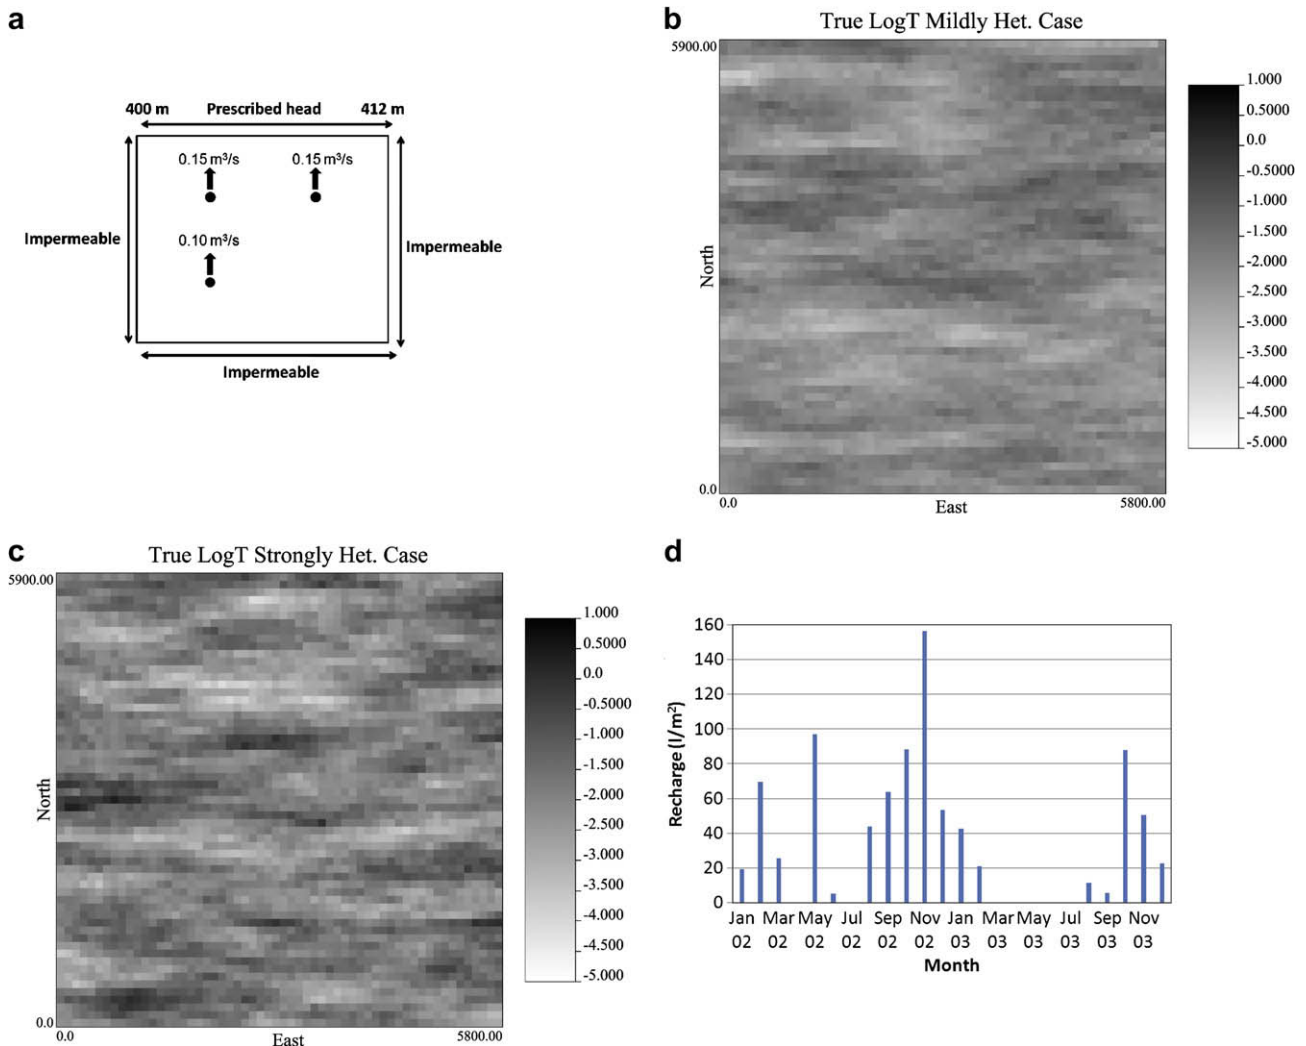 a
400 m Prescribed head 412 m
0.15 m³/s 0.15 m³/s
Impermeable
0.10 m³/s
Impermeable
Impermeable
b
True LogT Mildly Het. Case
5900.00
North
0.0
0.0 East 5800.00
1.000
0.5000
0.0
-0.5000
-1.000
-1.500
-2.000
-2.500
-3.000
-3.500
-4.000
-4.500
-5.000
c
True LogT Strongly Het. Case
5900.00
North
0.0
0.0 East 5800.00
1.000
0.5000
0.0
-0.5000
-1.000
-1.500
-2.000
-2.500
-3.000
-3.500
-4.000
-4.500
-5.000
d
Recharge (l/m²)
160
140
120
100
80
60
40
20
0
Jan Mar May Jul Sep Nov Jan Mar May Jul Sep Nov
02 02 02 02 02 02 03 03 03 03 03 03
Month